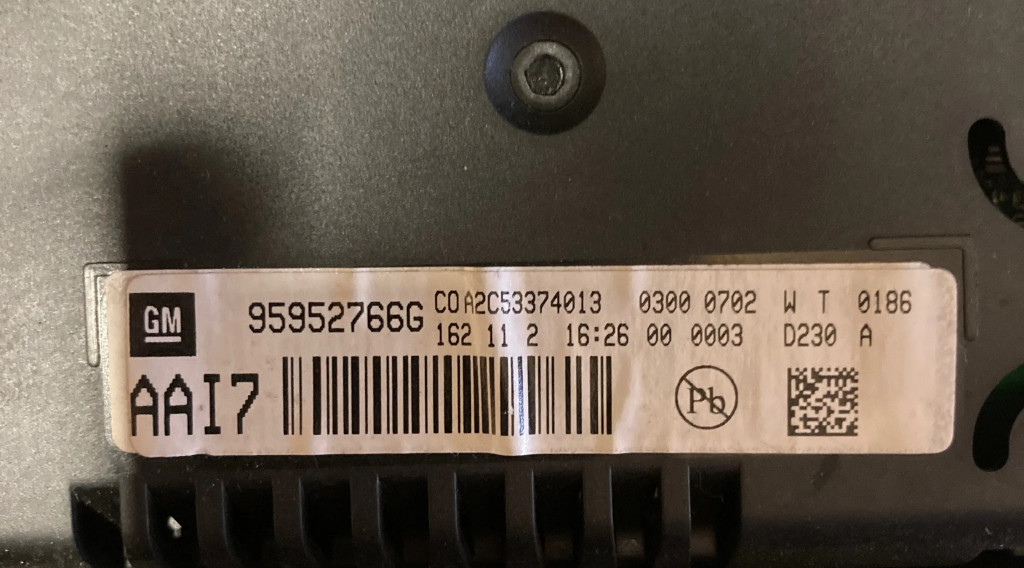 GM
95952766G
CO A2C53374013 0300 0702 W T 0186
162 11 2 16:26 00 0003 D230 A
AAI7
Pb